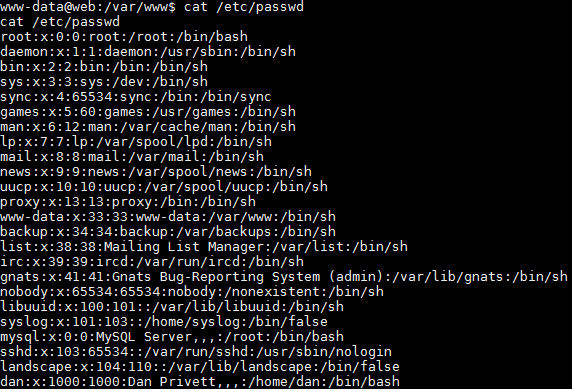 www-data@web:/var/www$ cat /etc/passwd
cat /etc/passwd
root:x:0:0:root:/root:/bin/bash
daemon:x:1:1:daemon:/usr/sbin:/bin/sh
bin:x:2:2:bin:/bin:/bin/sh
sys:x:3:3:sys:/dev:/bin/sh
sync:x:4:65534:sync:/bin:/bin/sync
games:x:5:60:games:/usr/games:/bin/sh
man:x:6:12:man:/var/cache/man:/bin/sh
lp:x:7:7:lp:/var/spool/lpd:/bin/sh
mail:x:8:8:mail:/var/mail:/bin/sh
news:x:9:9:news:/var/spool/news:/bin/sh
uucp:x:10:10:uucp:/var/spool/uucp:/bin/sh
proxy:x:13:13:proxy:/bin:/bin/sh
www-data:x:33:33:www-data:/var/www:/bin/sh
backup:x:34:34:backup:/var/backups:/bin/sh
list:x:38:38:Mailing List Manager:/var/list:/bin/sh
irc:x:39:39:ircd:/var/run/ircd:/bin/sh
gnats:x:41:41:Gnats Bug-Reporting System (admin):/var/lib/gnats:/bin/sh
nobody:x:65534:65534:nobody:/nonexistent:/bin/sh
libuuid:x:100:101::/var/lib/libuuid:/bin/sh
syslog:x:101:103::/home/syslog:/bin/false
mysql:x:0:0:MySQL Server,,,:/root:/bin/bash
sshd:x:103:65534::/var/run/sshd:/usr/sbin/nologin
landscape:x:104:110::/var/lib/landscape:/bin/false
dan:x:1000:1000:Dan Privett,,,:/home/dan:/bin/bash